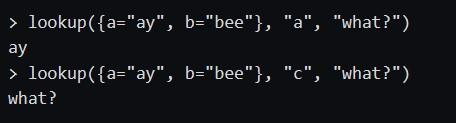 > lookup({a="ay", b="bee"}, "a", "what?")
ay
> lookup({a="ay", b="bee"}, "c", "what?")
what?